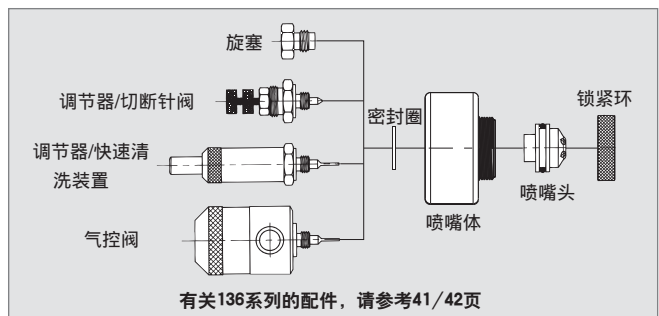 旋塞
调节器/切断针阀
调节器/快速清
洗装置
气控阀
密封圈
喷嘴体
喷嘴头
锁紧环
有关136系列的配件，请参考41/42页